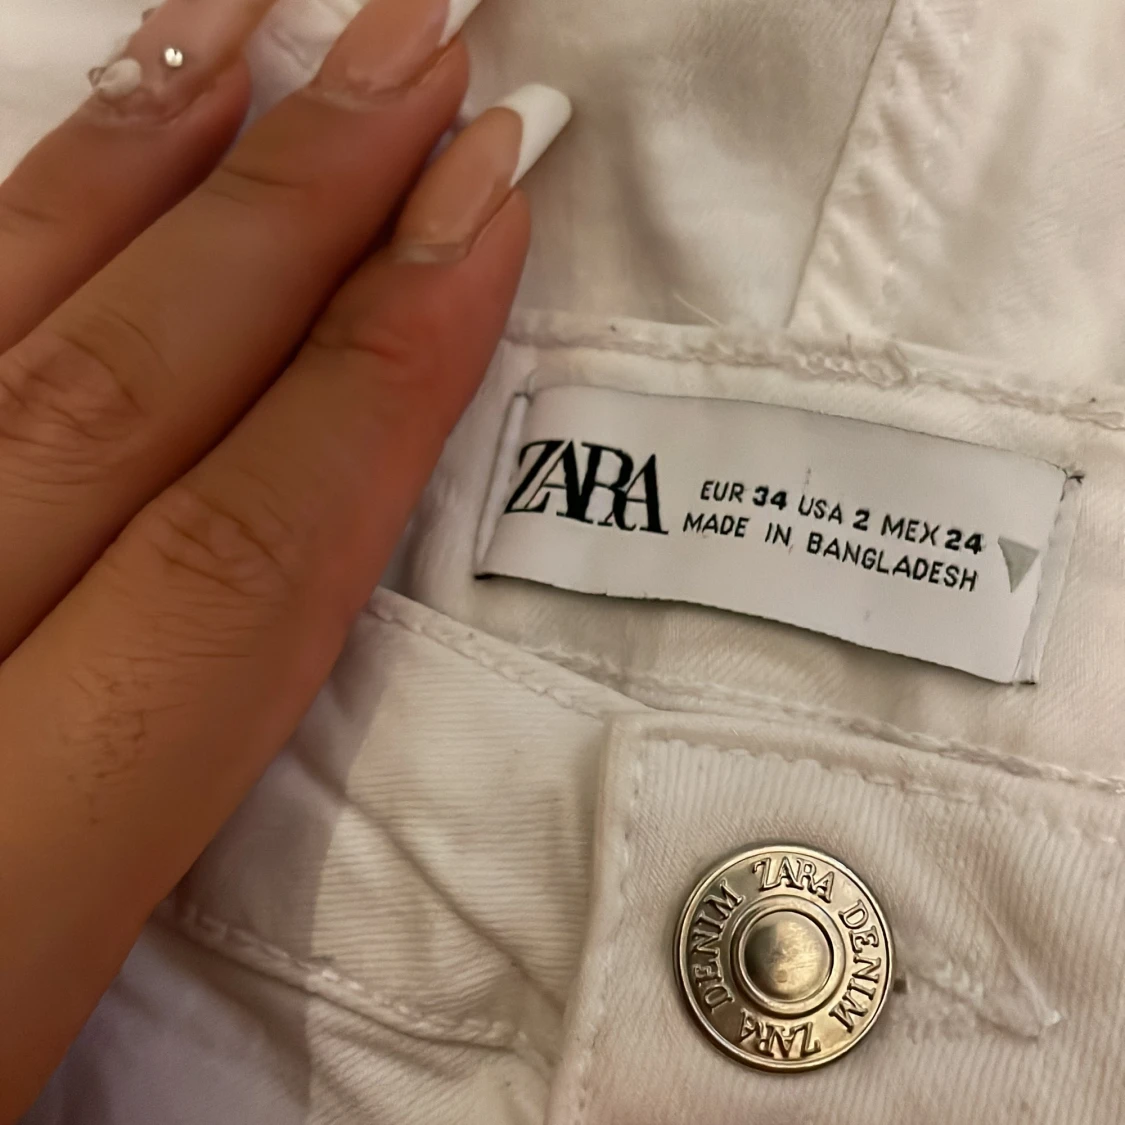 ZARA
EUR 34 USA 2 MEX 24
MADE IN BANGLADESH
ZARA DENIM ZARA DENIM